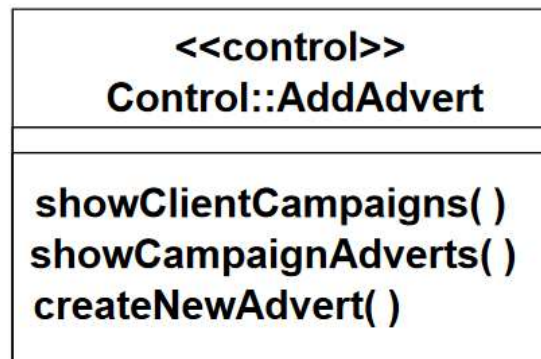 <<control>>
Control::AddAdvert
showClientCampaigns( )
showCampaignAdverts( )
createNewAdvert( )